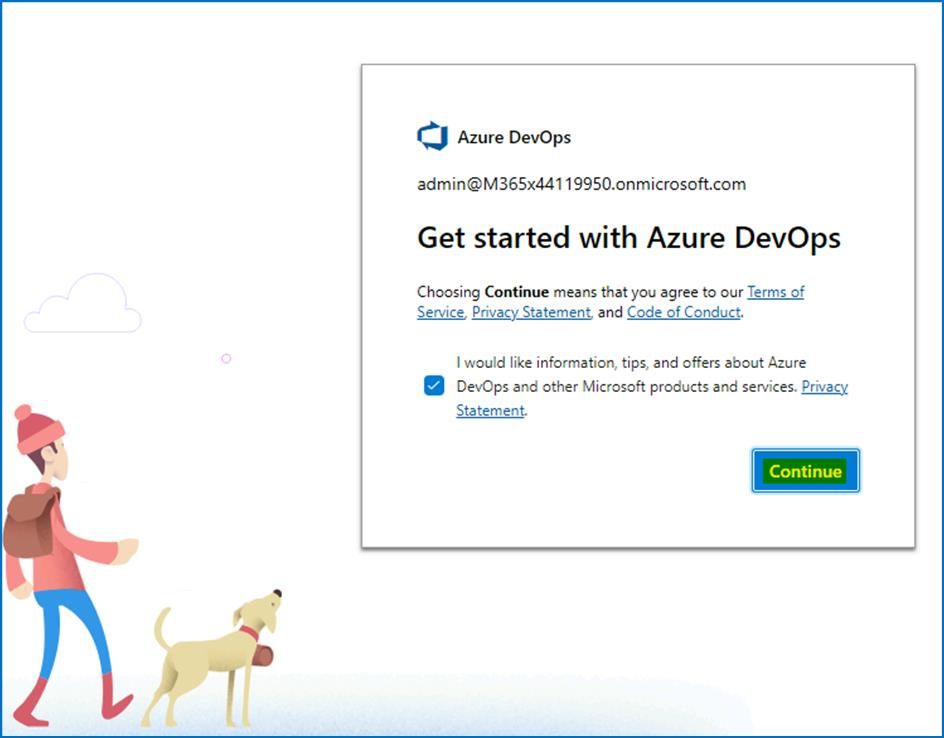 Azure DevOps
admin@M365x44119950.onmicrosoft.com
Get started with Azure DevOps
Choosing Continue means that you agree to our Terms of
Service, Privacy Statement, and Code of Conduct.
I would like information, tips, and offers about Azure
DevOps and other Microsoft products and services. Privacy
Statement.
Continue